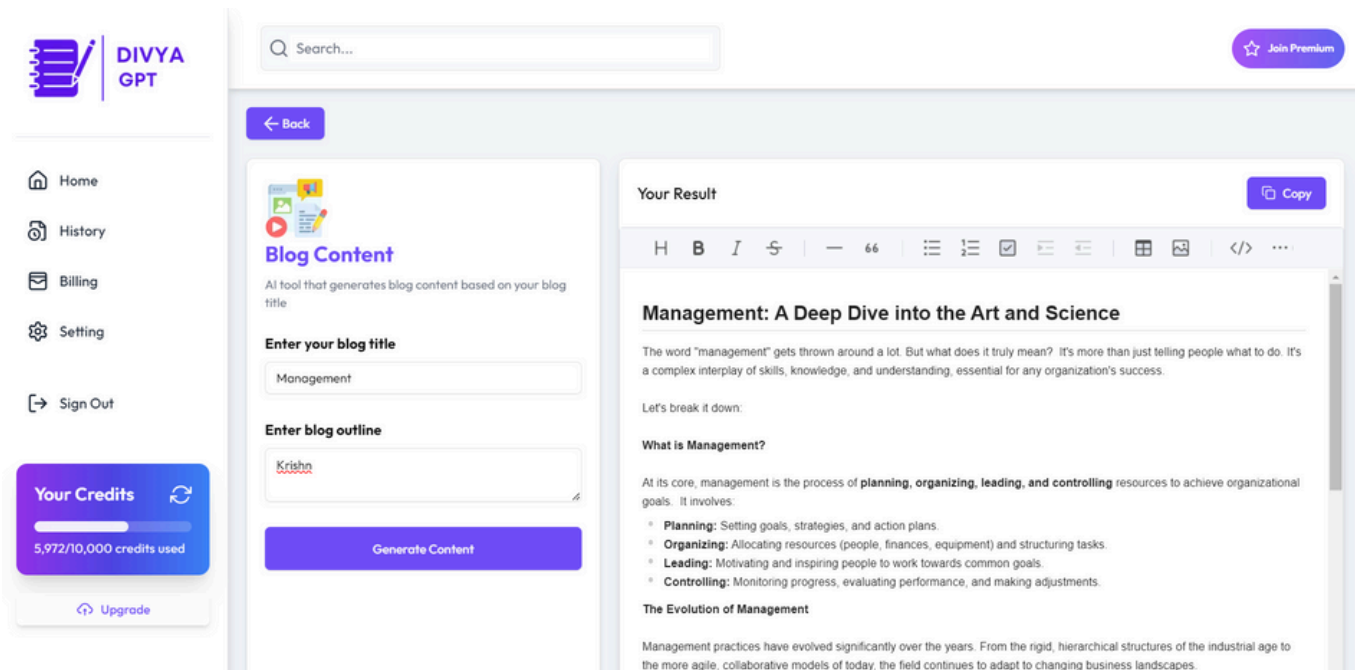 DIVYA
GPT
Search...
Join Premium
Back
Home
History
Billing
Setting
Sign Out
Your Credits
5,972/10,000 credits used
Upgrade
Blog Content
AI tool that generates blog content based on your blog
title
Enter your blog title
Management
Enter blog outline
Krishn
Generate Content
Your Result
Copy
H B I S — 66 </> ...
Management: A Deep Dive into the Art and Science
The word "management" gets thrown around a lot. But what does it truly mean? It's more than just telling people what to do. It's
a complex interplay of skills, knowledge, and understanding, essential for any organization's success.
Let's break it down:
What is Management?
At its core, management is the process of planning, organizing, leading, and controlling resources to achieve organizational
goals. It involves:
Planning: Setting goals, strategies, and action plans.
Organizing: Allocating resources (people, finances, equipment) and structuring tasks.
Leading: Motivating and inspiring people to work towards common goals.
Controlling: Monitoring progress, evaluating performance, and making adjustments.
The Evolution of Management
Management practices have evolved significantly over the years. From the rigid, hierarchical structures of the industrial age to
the more agile, collaborative models of today, the field continues to adapt to changing business landscapes.